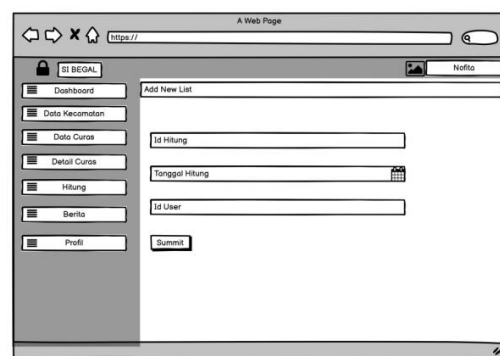 A Web Page
https://
SI BEGAL
Nofita
Dashboard
Add New List
Data Kecamatan
Data Curas
Detail Curas
Hitung
Berita
Profil
Id Hitung
Tanggal Hitung
Id User
Summit